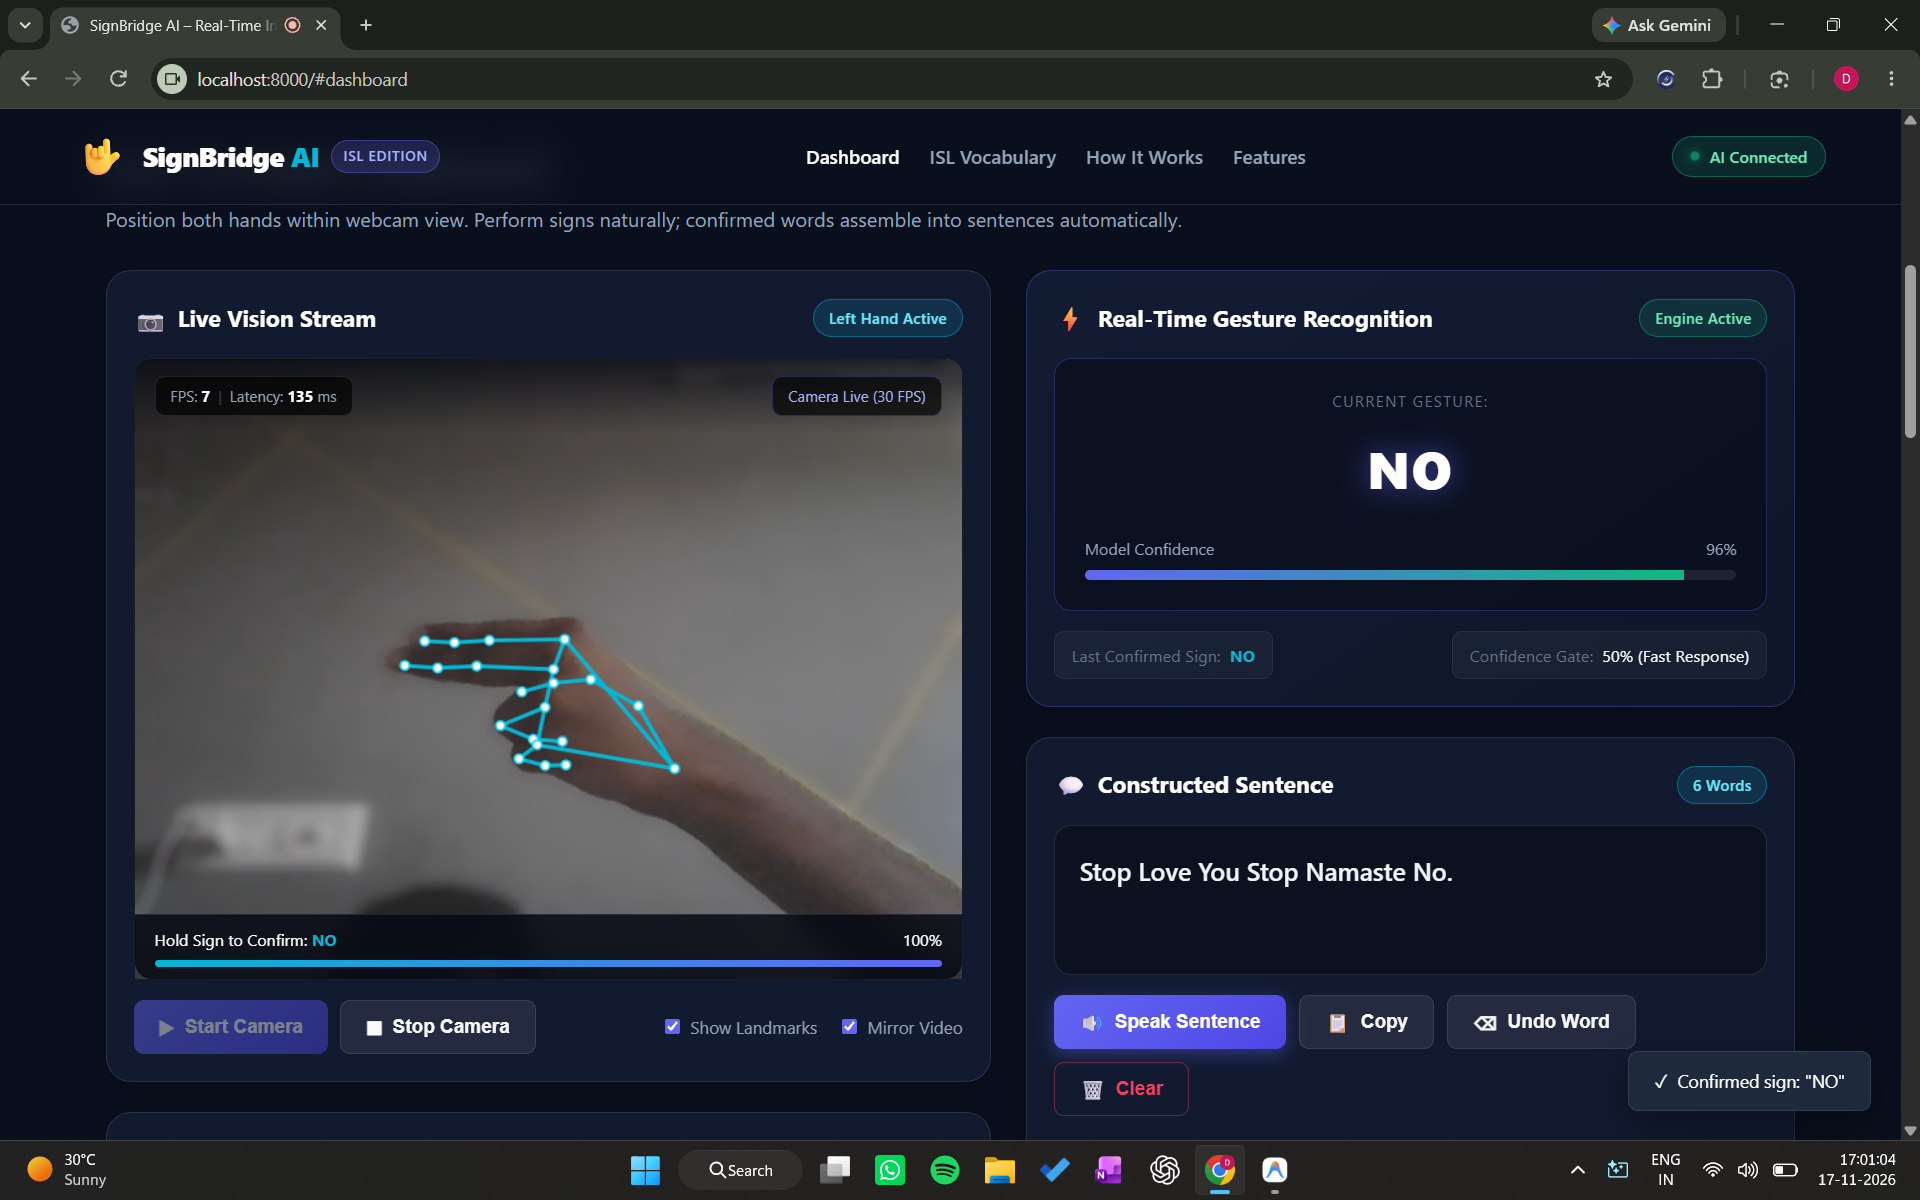 SignBridge AI – Real-Time In
Ask Gemini
localhost:8000/#dashboard
D
SignBridge AI
ISL EDITION
Dashboard
ISL Vocabulary
How It Works
Features
AI Connected
Position both hands within webcam view. Perform signs naturally; confirmed words assemble into sentences automatically.
Live Vision Stream
Left Hand Active
FPS: 7 | Latency: 135 ms
Camera Live (30 FPS)
Hold Sign to Confirm: NO
100%
Start Camera
Stop Camera
Show Landmarks
Mirror Video
Real-Time Gesture Recognition
Engine Active
CURRENT GESTURE:
NO
Model Confidence
96%
Last Confirmed Sign: NO
Confidence Gate: 50% (Fast Response)
Constructed Sentence
6 Words
Stop Love You Stop Namaste No.
Speak Sentence
Copy
Undo Word
Clear
✓ Confirmed sign: "NO"
30°C
Sunny
Search
ENG
IN
17:01:04
17-11-2026